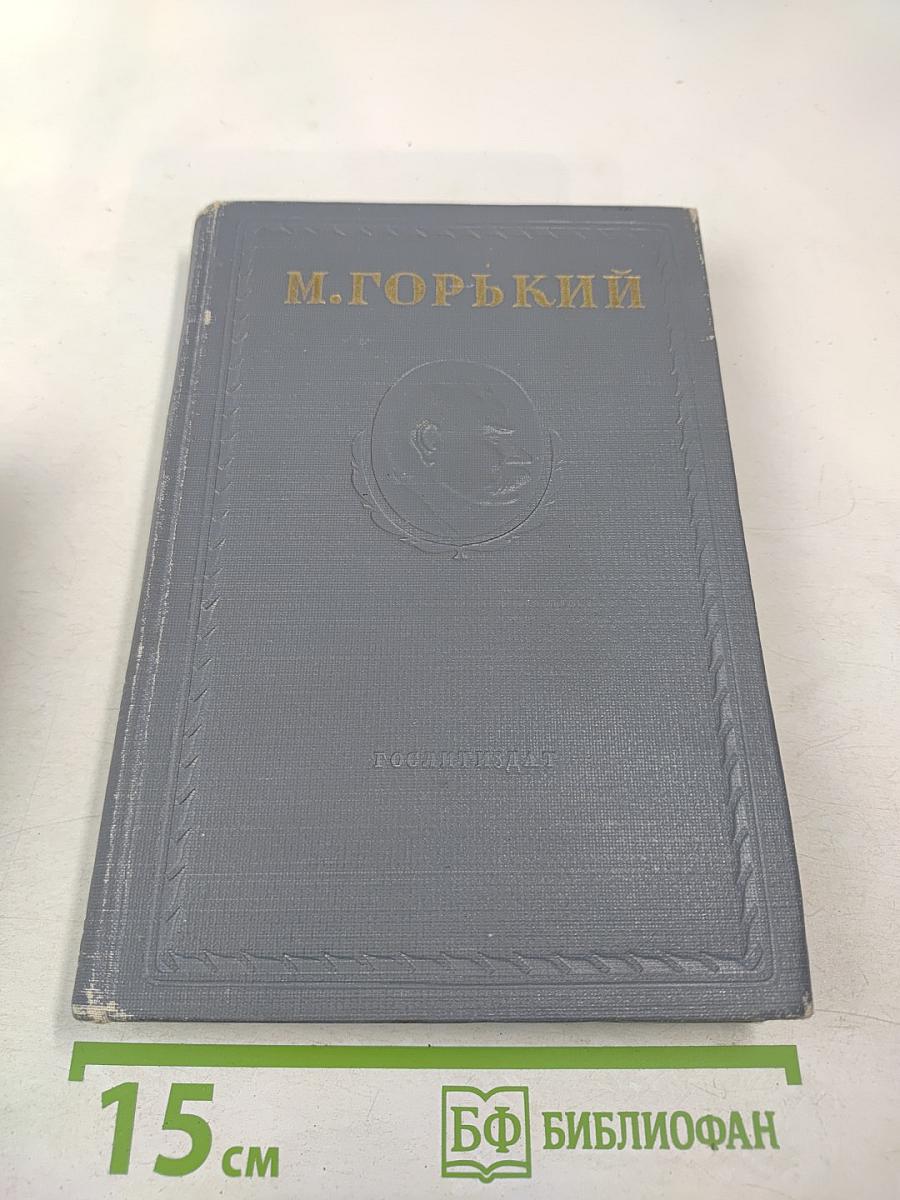 М.ГОРЬКИЙ
ГОСЛИТИЗДАТ
15 см
БФ БИБЛИОФАН